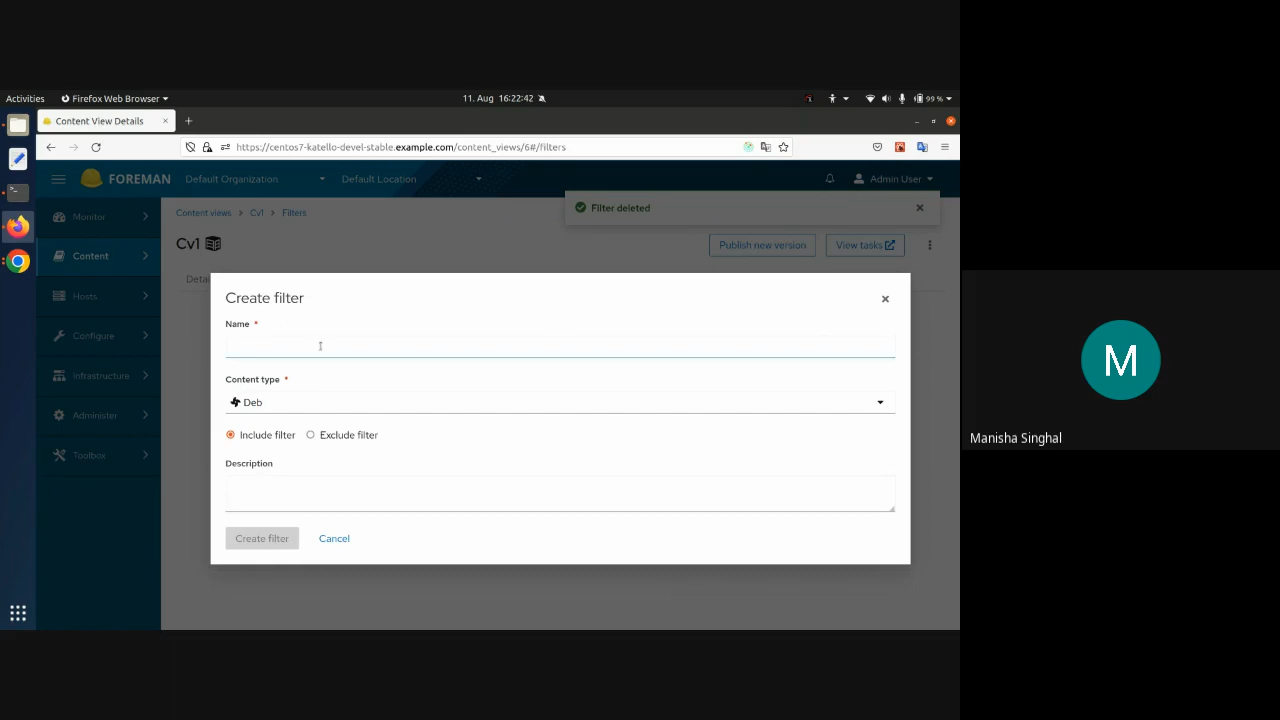 Activities
Firefox Web Browser
11. Aug 16:22:42
99 %
Content View Details
https://centos7-katello-devel-stable.example.com/content_views/6#/filters
FOREMAN
Default Organization
Default Location
Admin User
Monitor
Content
Hosts
Configure
Infrastructure
Administer
Toolbox
Content views > Cv1 > Filters
Filter deleted
Cv1
Publish new version
View tasks
Detai
Create filter
Name *
Content type *
Deb
Include filter
Exclude filter
Description
Create filter
Cancel
M
Manisha Singhal